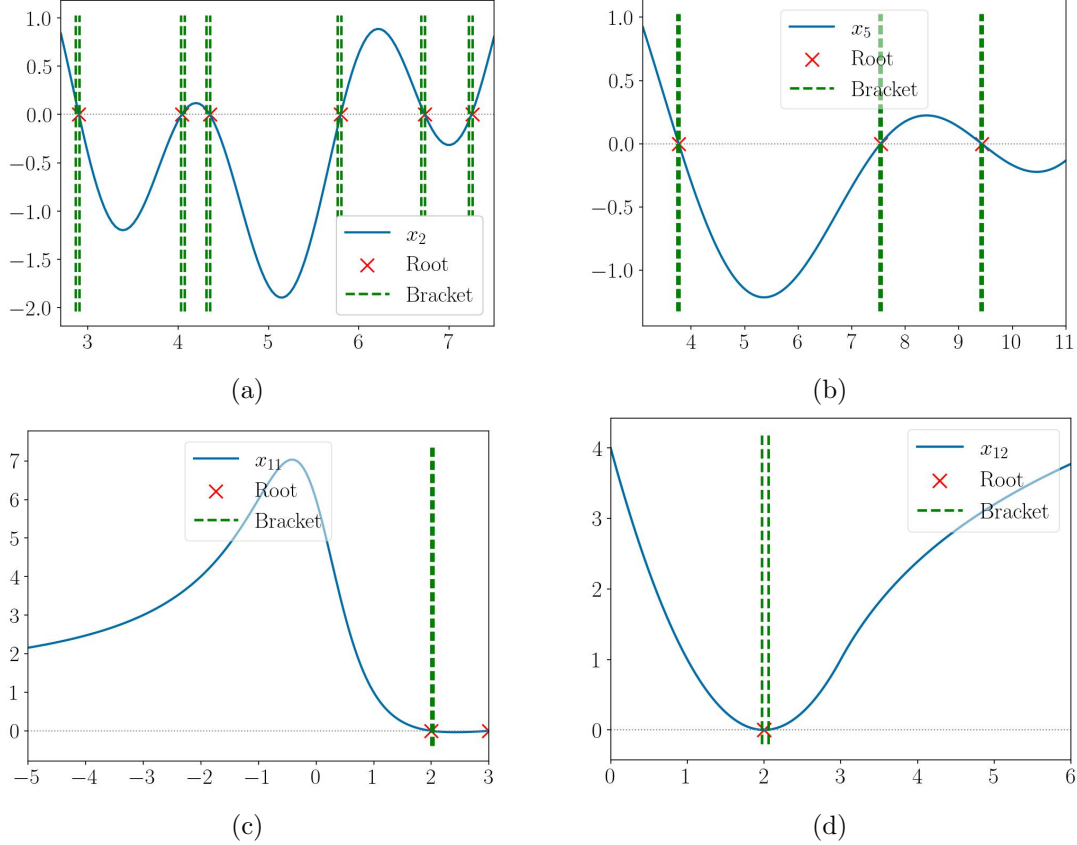 1.0
0.5
0.0
−0.5
−1.0
−1.5
−2.0
3 4 5 6 7
x₂
Root
Bracket
(a)
1.0
0.5
0.0
−0.5
−1.0
4 5 6 7 8 9 10 11
x₅
Root
Bracket
(b)
7
6
5
4
3
2
1
0
−5 −4 −3 −2 −1 0 1 2 3
x₁₁
Root
Bracket
(c)
4
3
2
1
0
0 1 2 3 4 5 6
x₁₂
Root
Bracket
(d)